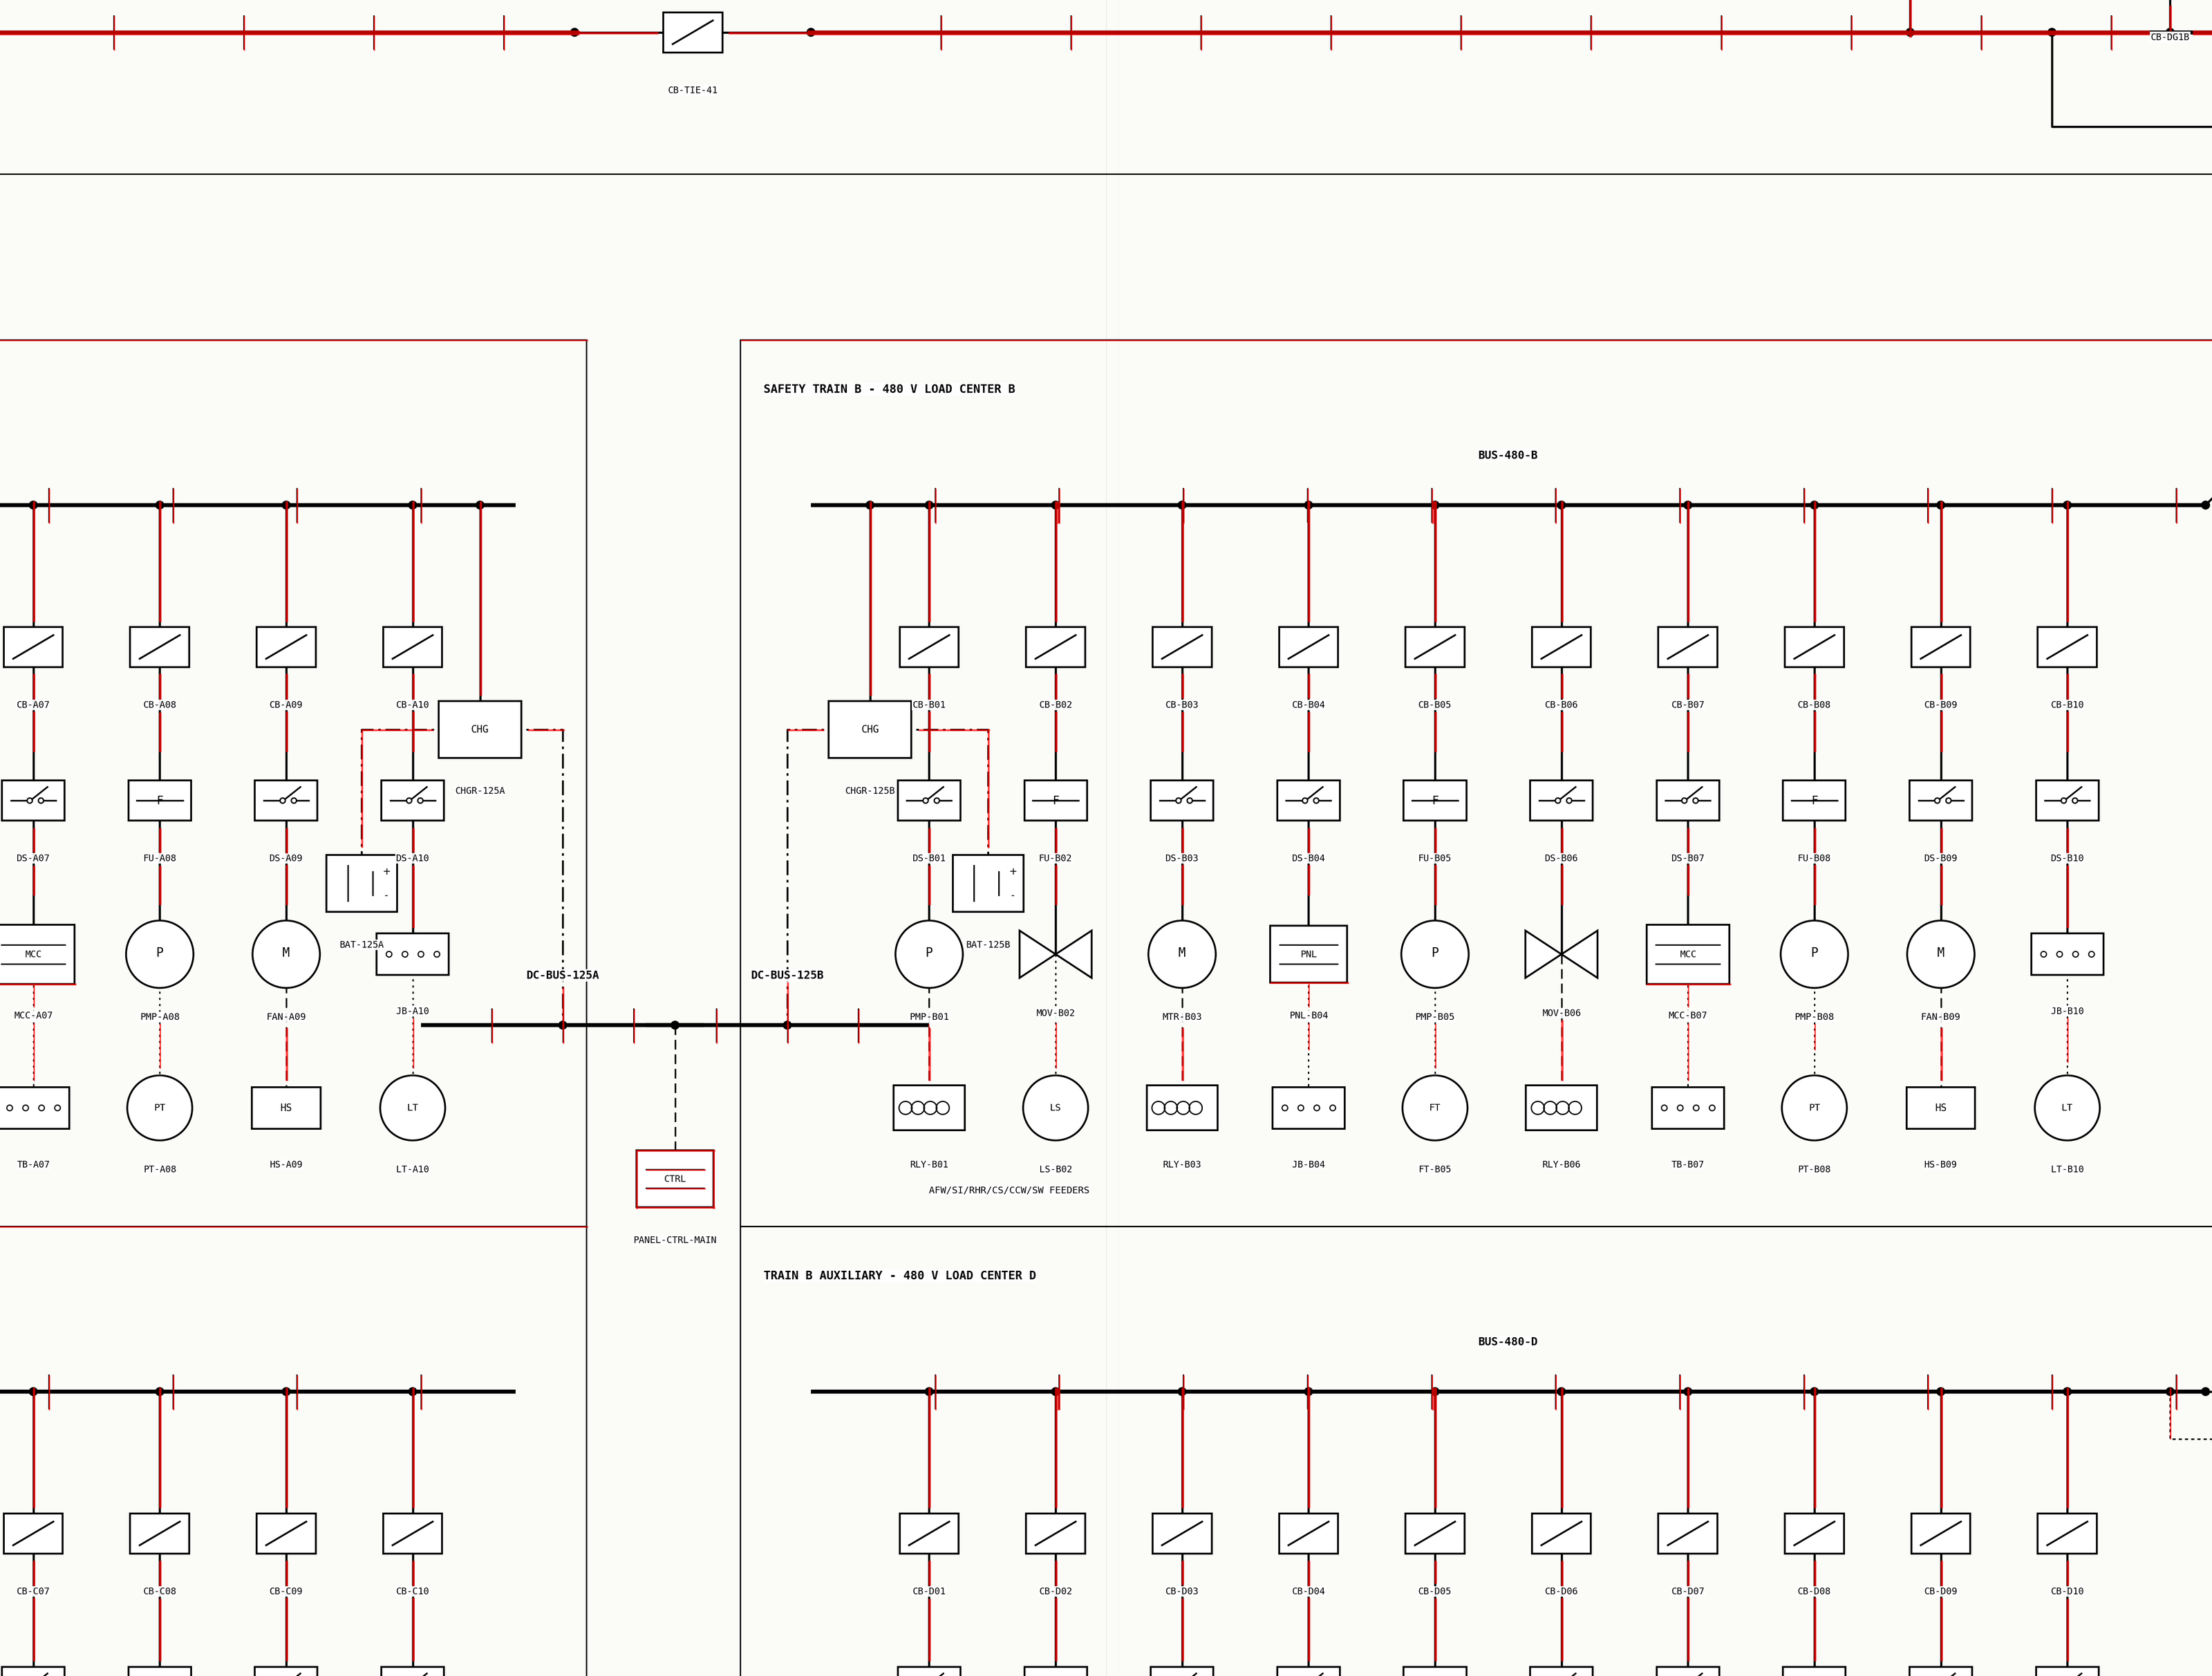 CB-DG1B
CB-TIE-41
SAFETY TRAIN B - 480 V LOAD CENTER B
BUS-480-B
CB-A07 CB-A08 CB-A09 CB-A10 CB-B01 CB-B02 CB-B03 CB-B04 CB-B05 CB-B06 CB-B07 CB-B08 CB-B09 CB-B10
CHG CHG
CHGR-125A CHGR-125B
F F F F
DS-A07 FU-A08 DS-A09 DS-A10 DS-B01 FU-B02 DS-B03 DS-B04 FU-B05 DS-B06 DS-B07 FU-B08 DS-B09 DS-B10
+ +
- -
BAT-125A BAT-125B
MCC P M P M PNL P MCC P M
DC-BUS-125A DC-BUS-125B
MCC-A07 PMP-A08 FAN-A09 JB-A10 PMP-B01 MOV-B02 MTR-B03 PNL-B04 PMP-B05 MOV-B06 MCC-B07 PMP-B08 FAN-B09 JB-B10
PT HS LT LS FT PT HS LT
TB-A07 PT-A08 HS-A09 LT-A10 RLY-B01 LS-B02 RLY-B03 JB-B04 FT-B05 RLY-B06 TB-B07 PT-B08 HS-B09 LT-B10
CTRL
AFW/SI/RHR/CS/CCW/SW FEEDERS
PANEL-CTRL-MAIN
TRAIN B AUXILIARY - 480 V LOAD CENTER D
BUS-480-D
CB-C07 CB-C08 CB-C09 CB-C10 CB-D01 CB-D02 CB-D03 CB-D04 CB-D05 CB-D06 CB-D07 CB-D08 CB-D09 CB-D10